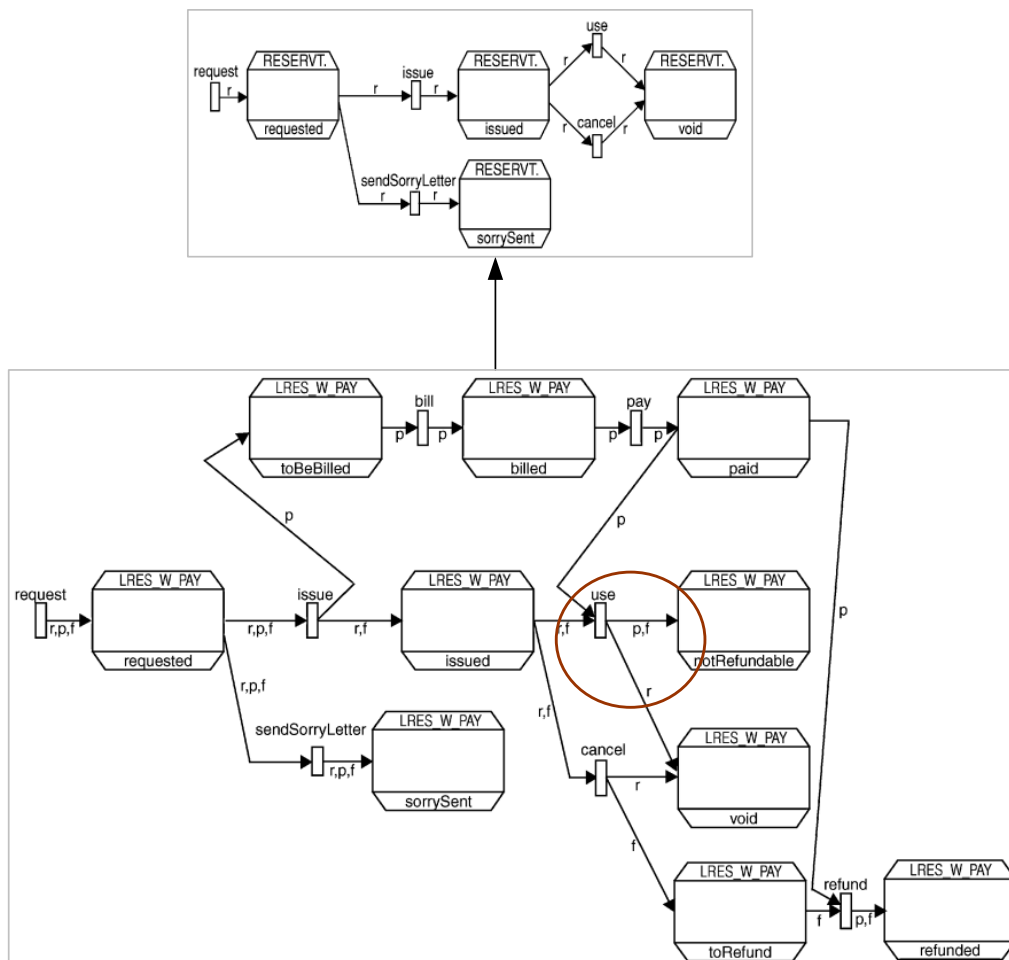 use
RESERVT.
RESERVT.
RESERVT.
request
issue
r
r
r
r
r
requested
issued
void
r
cancel
r
RESERVT.
sendSorryLetter
r
r
sorrySent
LRES_W_PAY
LRES_W_PAY
LRES_W_PAY
bill
pay
p
p
p
p
toBeBilled
billed
paid
p
p
LRES_W_PAY
LRES_W_PAY
LRES_W_PAY
request
issue
use
p
r,p,f
r,p,f
r,f
r,f
p,f
requested
issued
notRefundable
r,p,f
r
r,f
LRES_W_PAY
sendSorryLetter
LRES_W_PAY
cancel
r,p,f
r
sorrySent
void
f
LRES_W_PAY
LRES_W_PAY
refund
f
p,f
toRefund
refunded